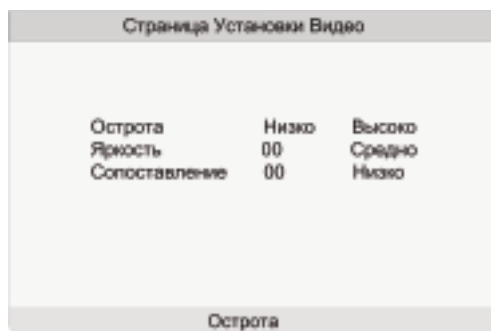 Страница Установки Видео
Острота Низко Высоко
Яркость 00 Средно
Сопоставление 00 Низко
Острота